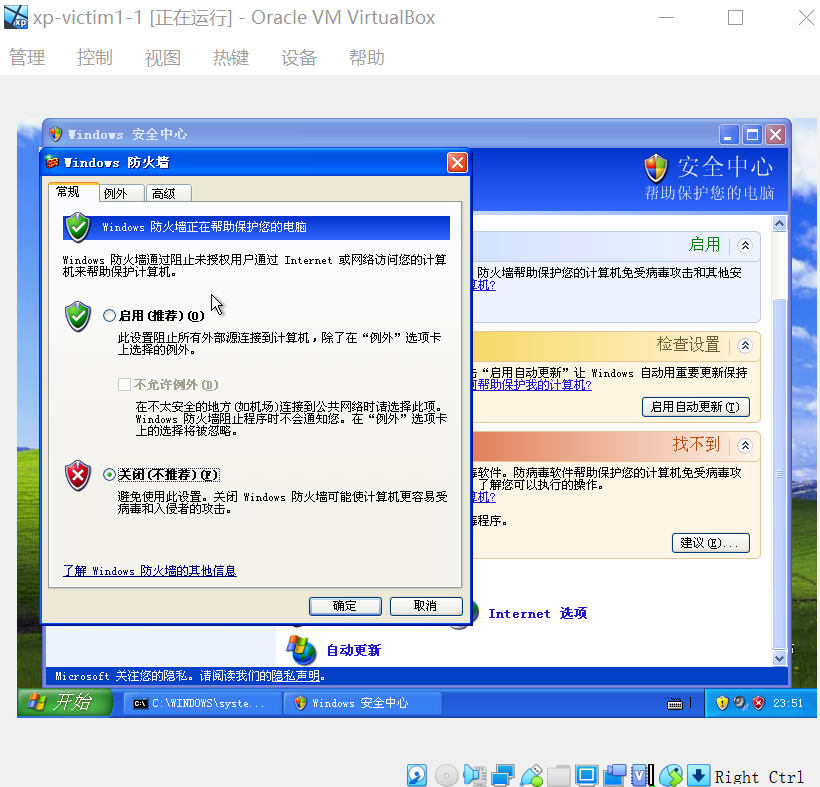 xp-victim1-1 [正在运行] - Oracle VM VirtualBox
管理 控制 视图 热键 设备 帮助
Windows 安全中心
Windows 防火墙
常规 例外 高级
Windows 防火墙正在帮助保护您的电脑
Windows 防火墙通过阻止未授权用户通过 Internet 或网络访问您的计算
机来帮助保护计算机。
启用(推荐)(O)
此设置阻止所有外部源连接到计算机，除了在“例外”选项卡
上选择的例外。
不允许例外(D)
在不太安全的地方(如机场)连接到公共网络时请选择此项。
Windows 防火墙阻止程序时不会通知您。在“例外”选项卡
上的选择将被忽略。
关闭(不推荐)(F)
避免使用此设置。关闭 Windows 防火墙可能使计算机更容易受
病毒和入侵者的攻击。
了解 Windows 防火墙的其他信息
确定 取消
安全中心
帮助保护您的电脑
启用
防火墙帮助保护您的计算机免受病毒攻击和其他安
算机?
检查设置
“启用自动更新”让 Windows 自动用重要更新保持
何帮助保护我的计算机?
启用自动更新(T)
找不到
毒软件。防病毒软件帮助保护您的计算机免受病毒攻
了解您可以执行的操作。
算机?
毒程序。
建议(E)...
Internet 选项
自动更新
Microsoft 关注您的隐私。请阅读我们的隐私声明。
开始 C:\WINDOWS\syste... Windows 安全中心 23:51
Right Ctrl